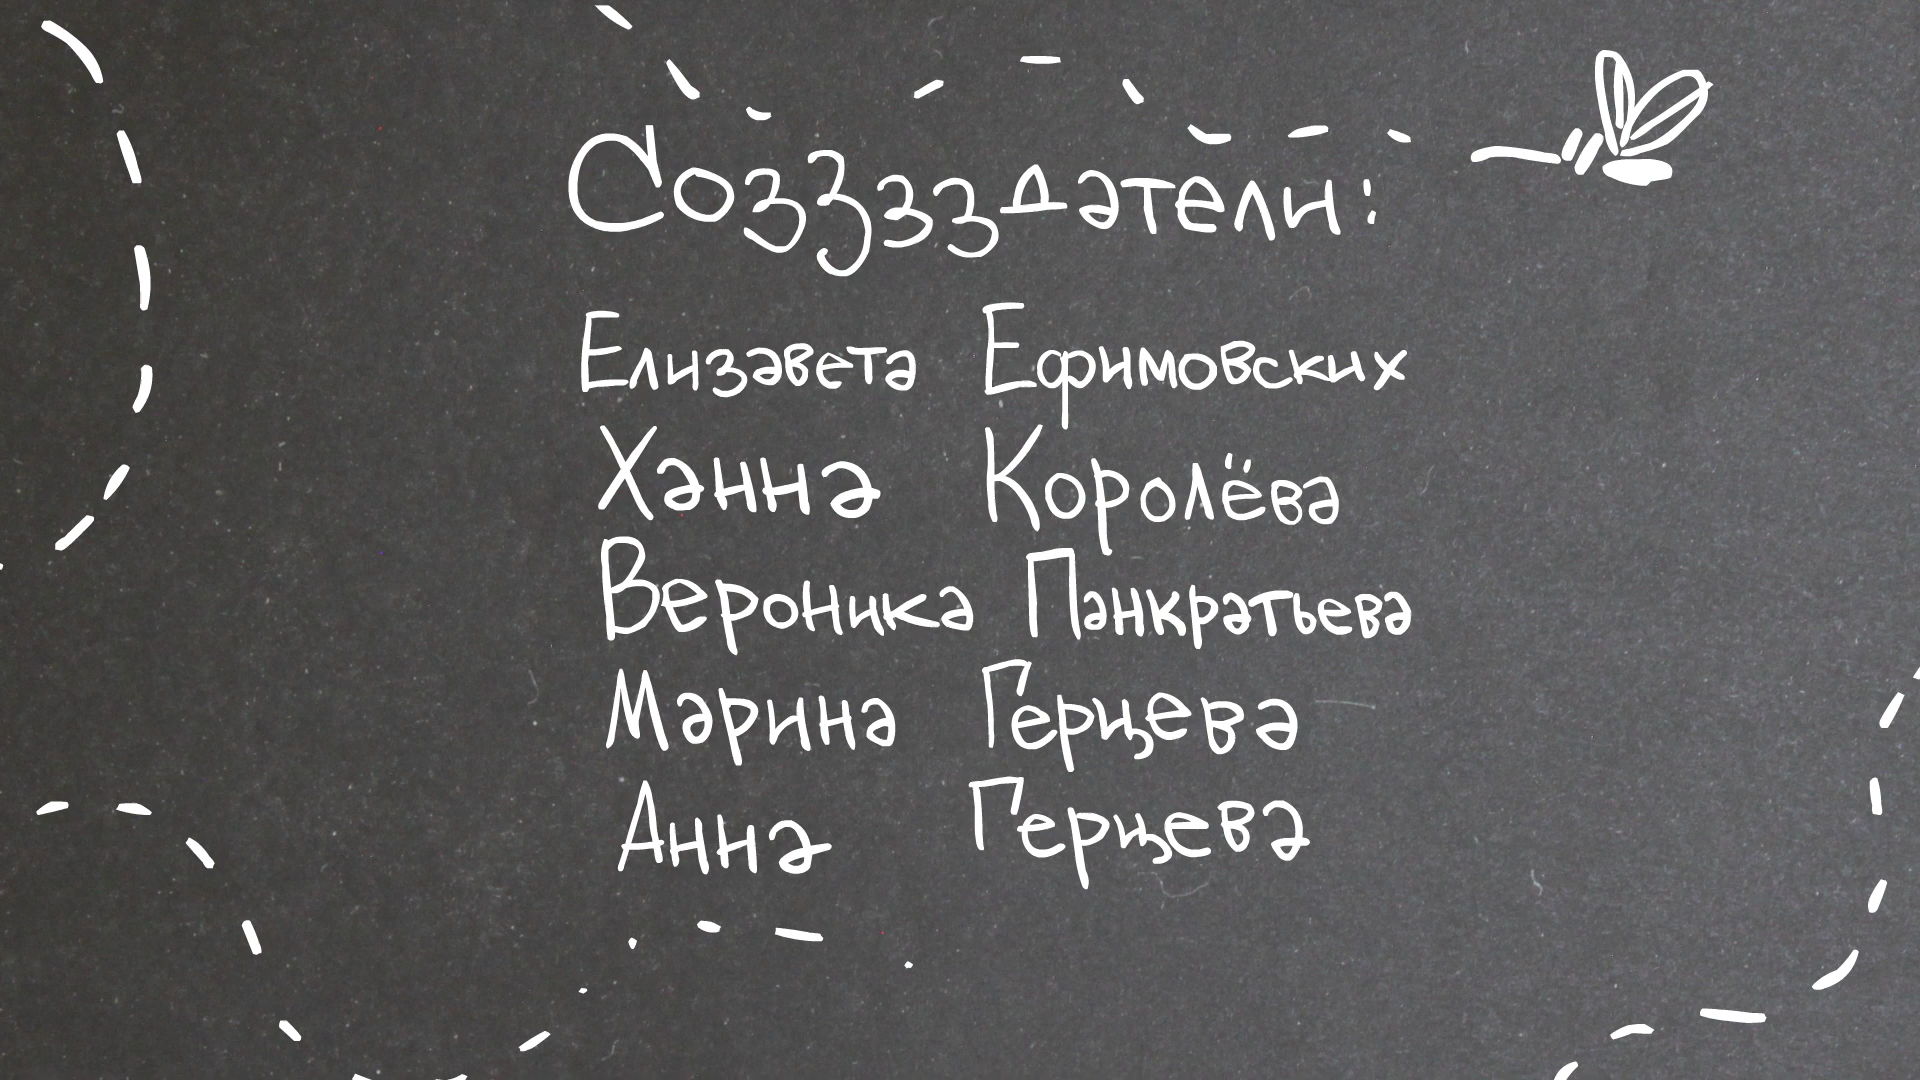 Созззздатели:
Елизавета Ефимовских
Ханна Королёва
Вероника Панкратьева
Марина Герцева
Анна Герцева